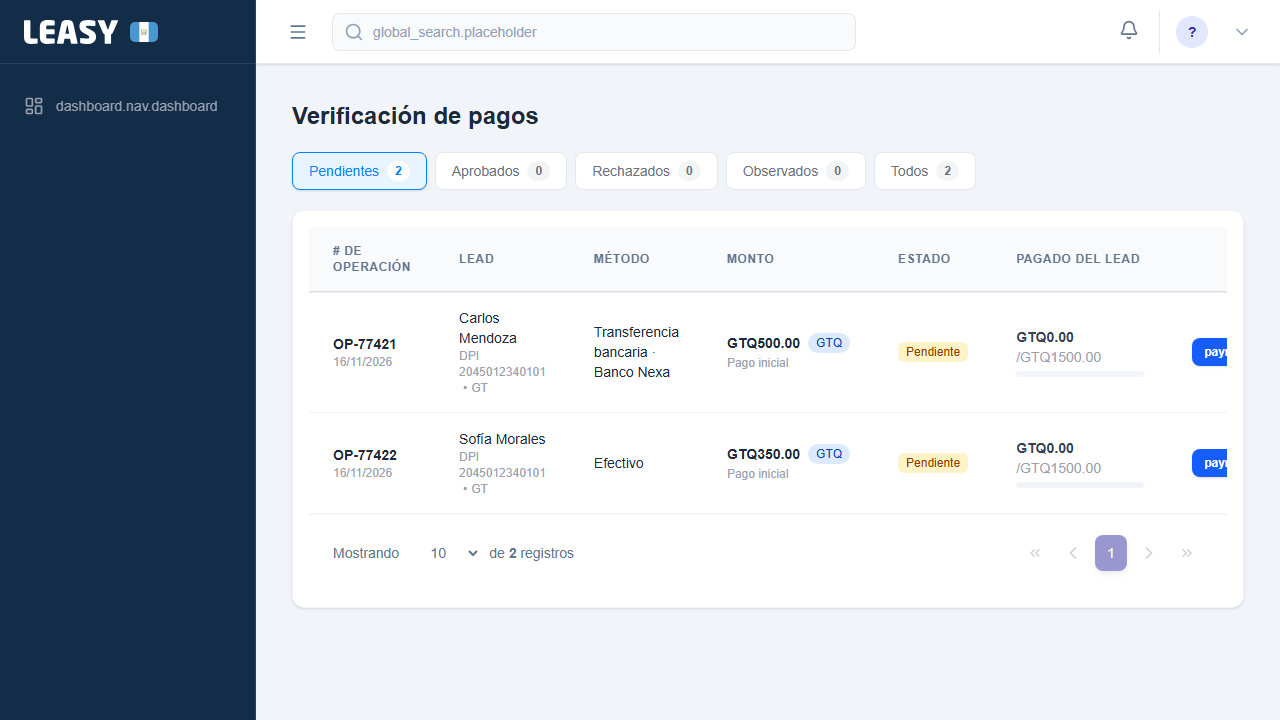 LEASY
global_search.placeholder
?
dashboard.nav.dashboard
Verificación de pagos
Pendientes 2
Aprobados 0
Rechazados 0
Observados 0
Todos 2
# DE OPERACIÓN
LEAD
MÉTODO
MONTO
ESTADO
PAGADO DEL LEAD
OP-77421
16/11/2026
Carlos
Mendoza
DPI
2045012340101
• GT
Transferencia
bancaria ·
Banco Nexa
GTQ500.00 GTQ
Pago inicial
Pendiente
GTQ0.00
/GTQ1500.00
OP-77422
16/11/2026
Sofía Morales
DPI
2045012340101
• GT
Efectivo
GTQ350.00 GTQ
Pago inicial
Pendiente
GTQ0.00
/GTQ1500.00
Mostrando 10 de 2 registros
« ‹ 1 › »